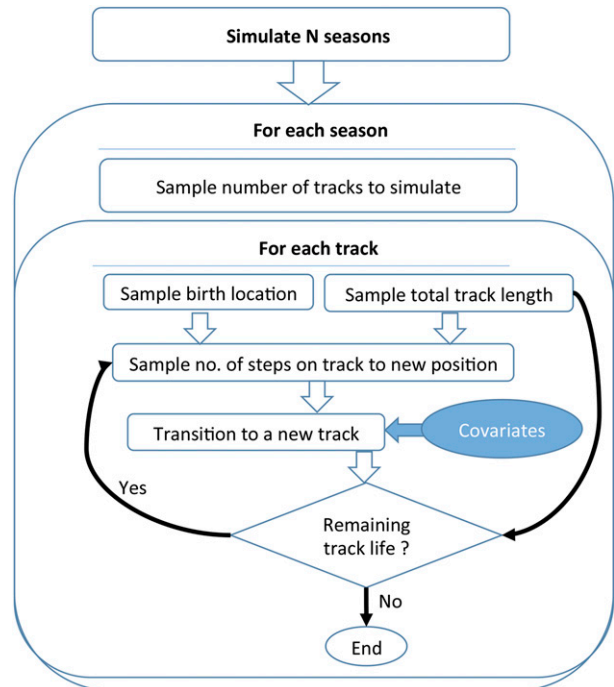 Simulate N seasons
For each season
Sample number of tracks to simulate
For each track
Sample birth location
Sample total track length
Sample no. of steps on track to new position
Transition to a new track
Covariates
Yes
Remaining
track life ?
No
End